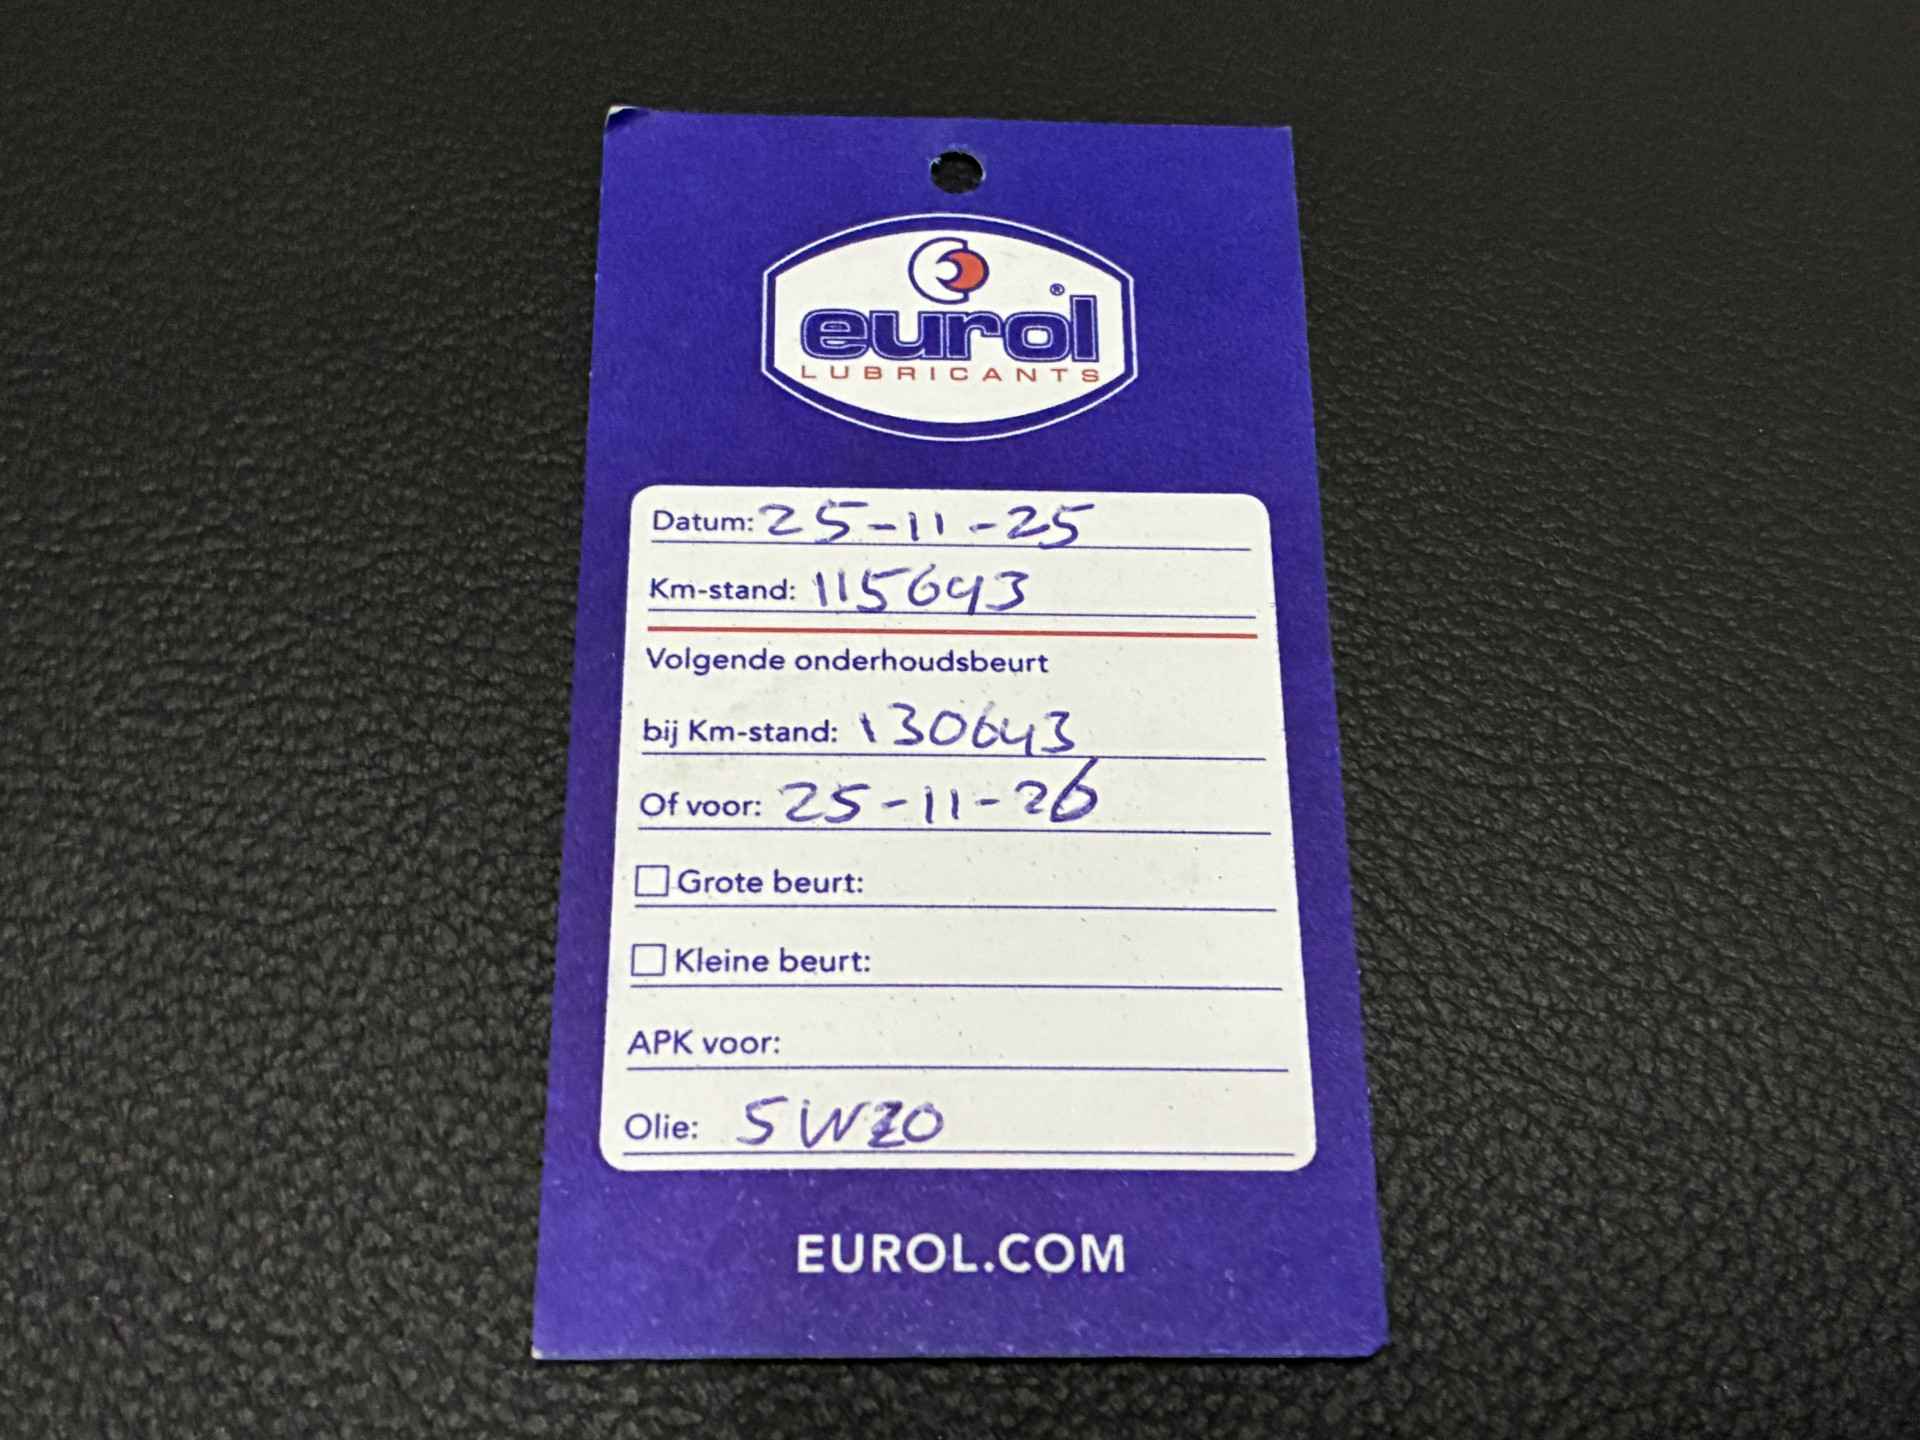 eurol®
LUBRICANTS
Datum: 25-11-25
Km-stand: 115643
Volgende onderhoudsbeurt
bij Km-stand: 130643
Of voor: 25-11-26
Grote beurt:
Kleine beurt:
APK voor:
Olie: 5W20
EUROL.COM